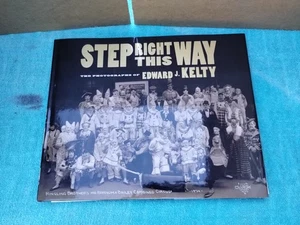 STEP RIGHT THIS WAY
THE PHOTOGRAPHS OF EDWARD J. KELTY